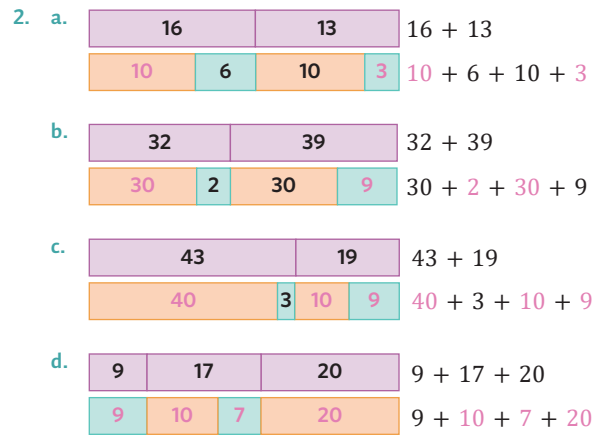 2. a. 16 13 16 + 13
10 6 10 3 10 + 6 + 10 + 3
b. 32 39 32 + 39
30 2 30 9 30 + 2 + 30 + 9
c. 43 19 43 + 19
40 3 10 9 40 + 3 + 10 + 9
d. 9 17 20 9 + 17 + 20
9 10 7 20 9 + 10 + 7 + 20